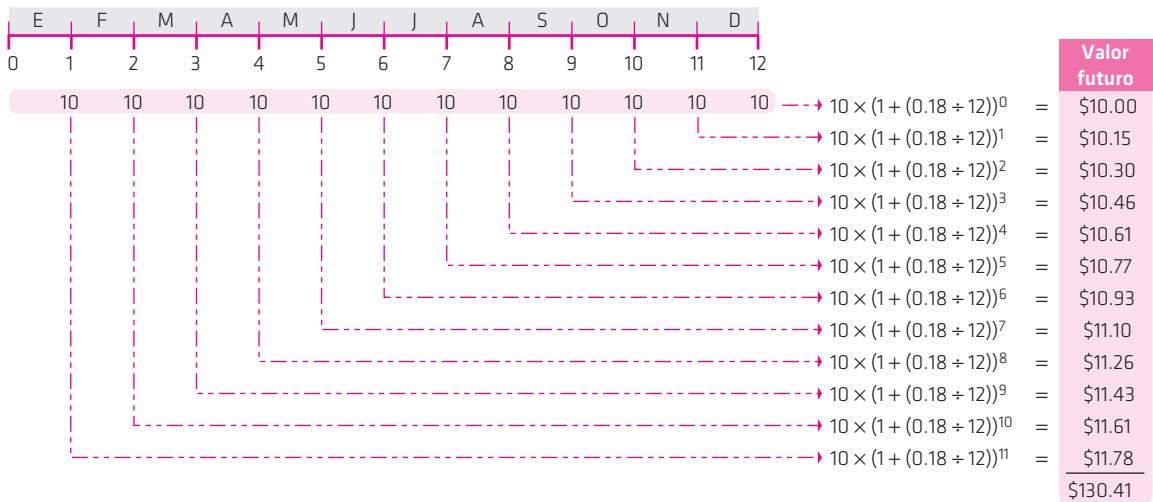 E F M A M J J A S O N D
0 1 2 3 4 5 6 7 8 9 10 11 12
Valor
futuro
10 10 10 10 10 10 10 10 10 10 10 10
10 × (1 + (0.18 ÷ 12))⁰ = $10.00
10 × (1 + (0.18 ÷ 12))¹ = $10.15
10 × (1 + (0.18 ÷ 12))² = $10.30
10 × (1 + (0.18 ÷ 12))³ = $10.46
10 × (1 + (0.18 ÷ 12))⁴ = $10.61
10 × (1 + (0.18 ÷ 12))⁵ = $10.77
10 × (1 + (0.18 ÷ 12))⁶ = $10.93
10 × (1 + (0.18 ÷ 12))⁷ = $11.10
10 × (1 + (0.18 ÷ 12))⁸ = $11.26
10 × (1 + (0.18 ÷ 12))⁹ = $11.43
10 × (1 + (0.18 ÷ 12))¹⁰ = $11.61
10 × (1 + (0.18 ÷ 12))¹¹ = $11.78
$130.41